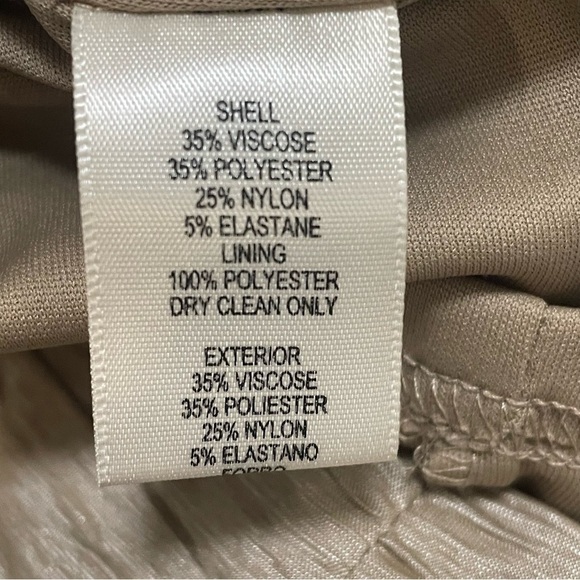 SHELL
35% VISCOSE
35% POLYESTER
25% NYLON
5% ELASTANE
LINING
100% POLYESTER
DRY CLEAN ONLY
EXTERIOR
35% VISCOSE
35% POLIESTER
25% NYLON
5% ELASTANO
FORRO